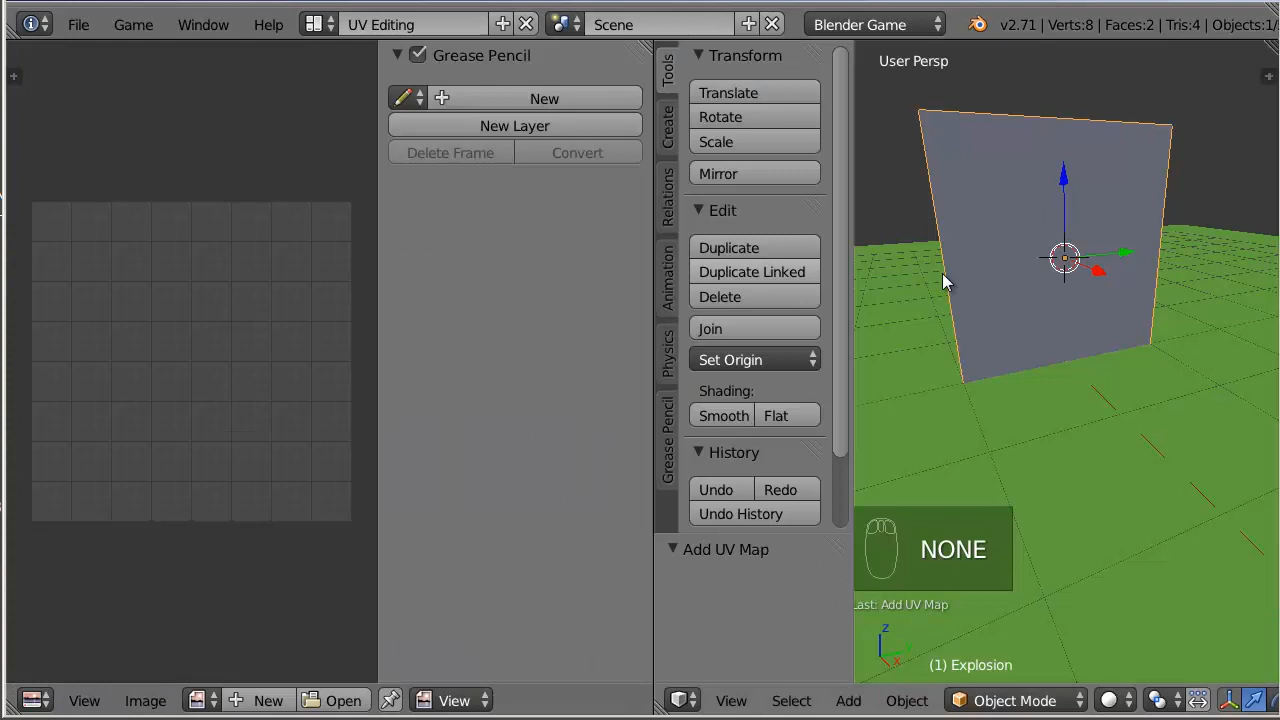 File Game Window Help UV Editing Scene Blender Game v2.71 | Verts:8 | Faces:2 | Tris:4 | Objects:1/
Grease Pencil
New
New Layer
Delete Frame Convert
Tools
Create
Relations
Animation
Physics
Grease Pencil
Transform
Translate
Rotate
Scale
Mirror
Edit
Duplicate
Duplicate Linked
Delete
Join
Set Origin
Shading:
Smooth Flat
History
Undo Redo
Undo History
Add UV Map
User Persp
NONE
Last: Add UV Map
z
y
x
(1) Explosion
View Image New Open View
View Select Add Object Object Mode